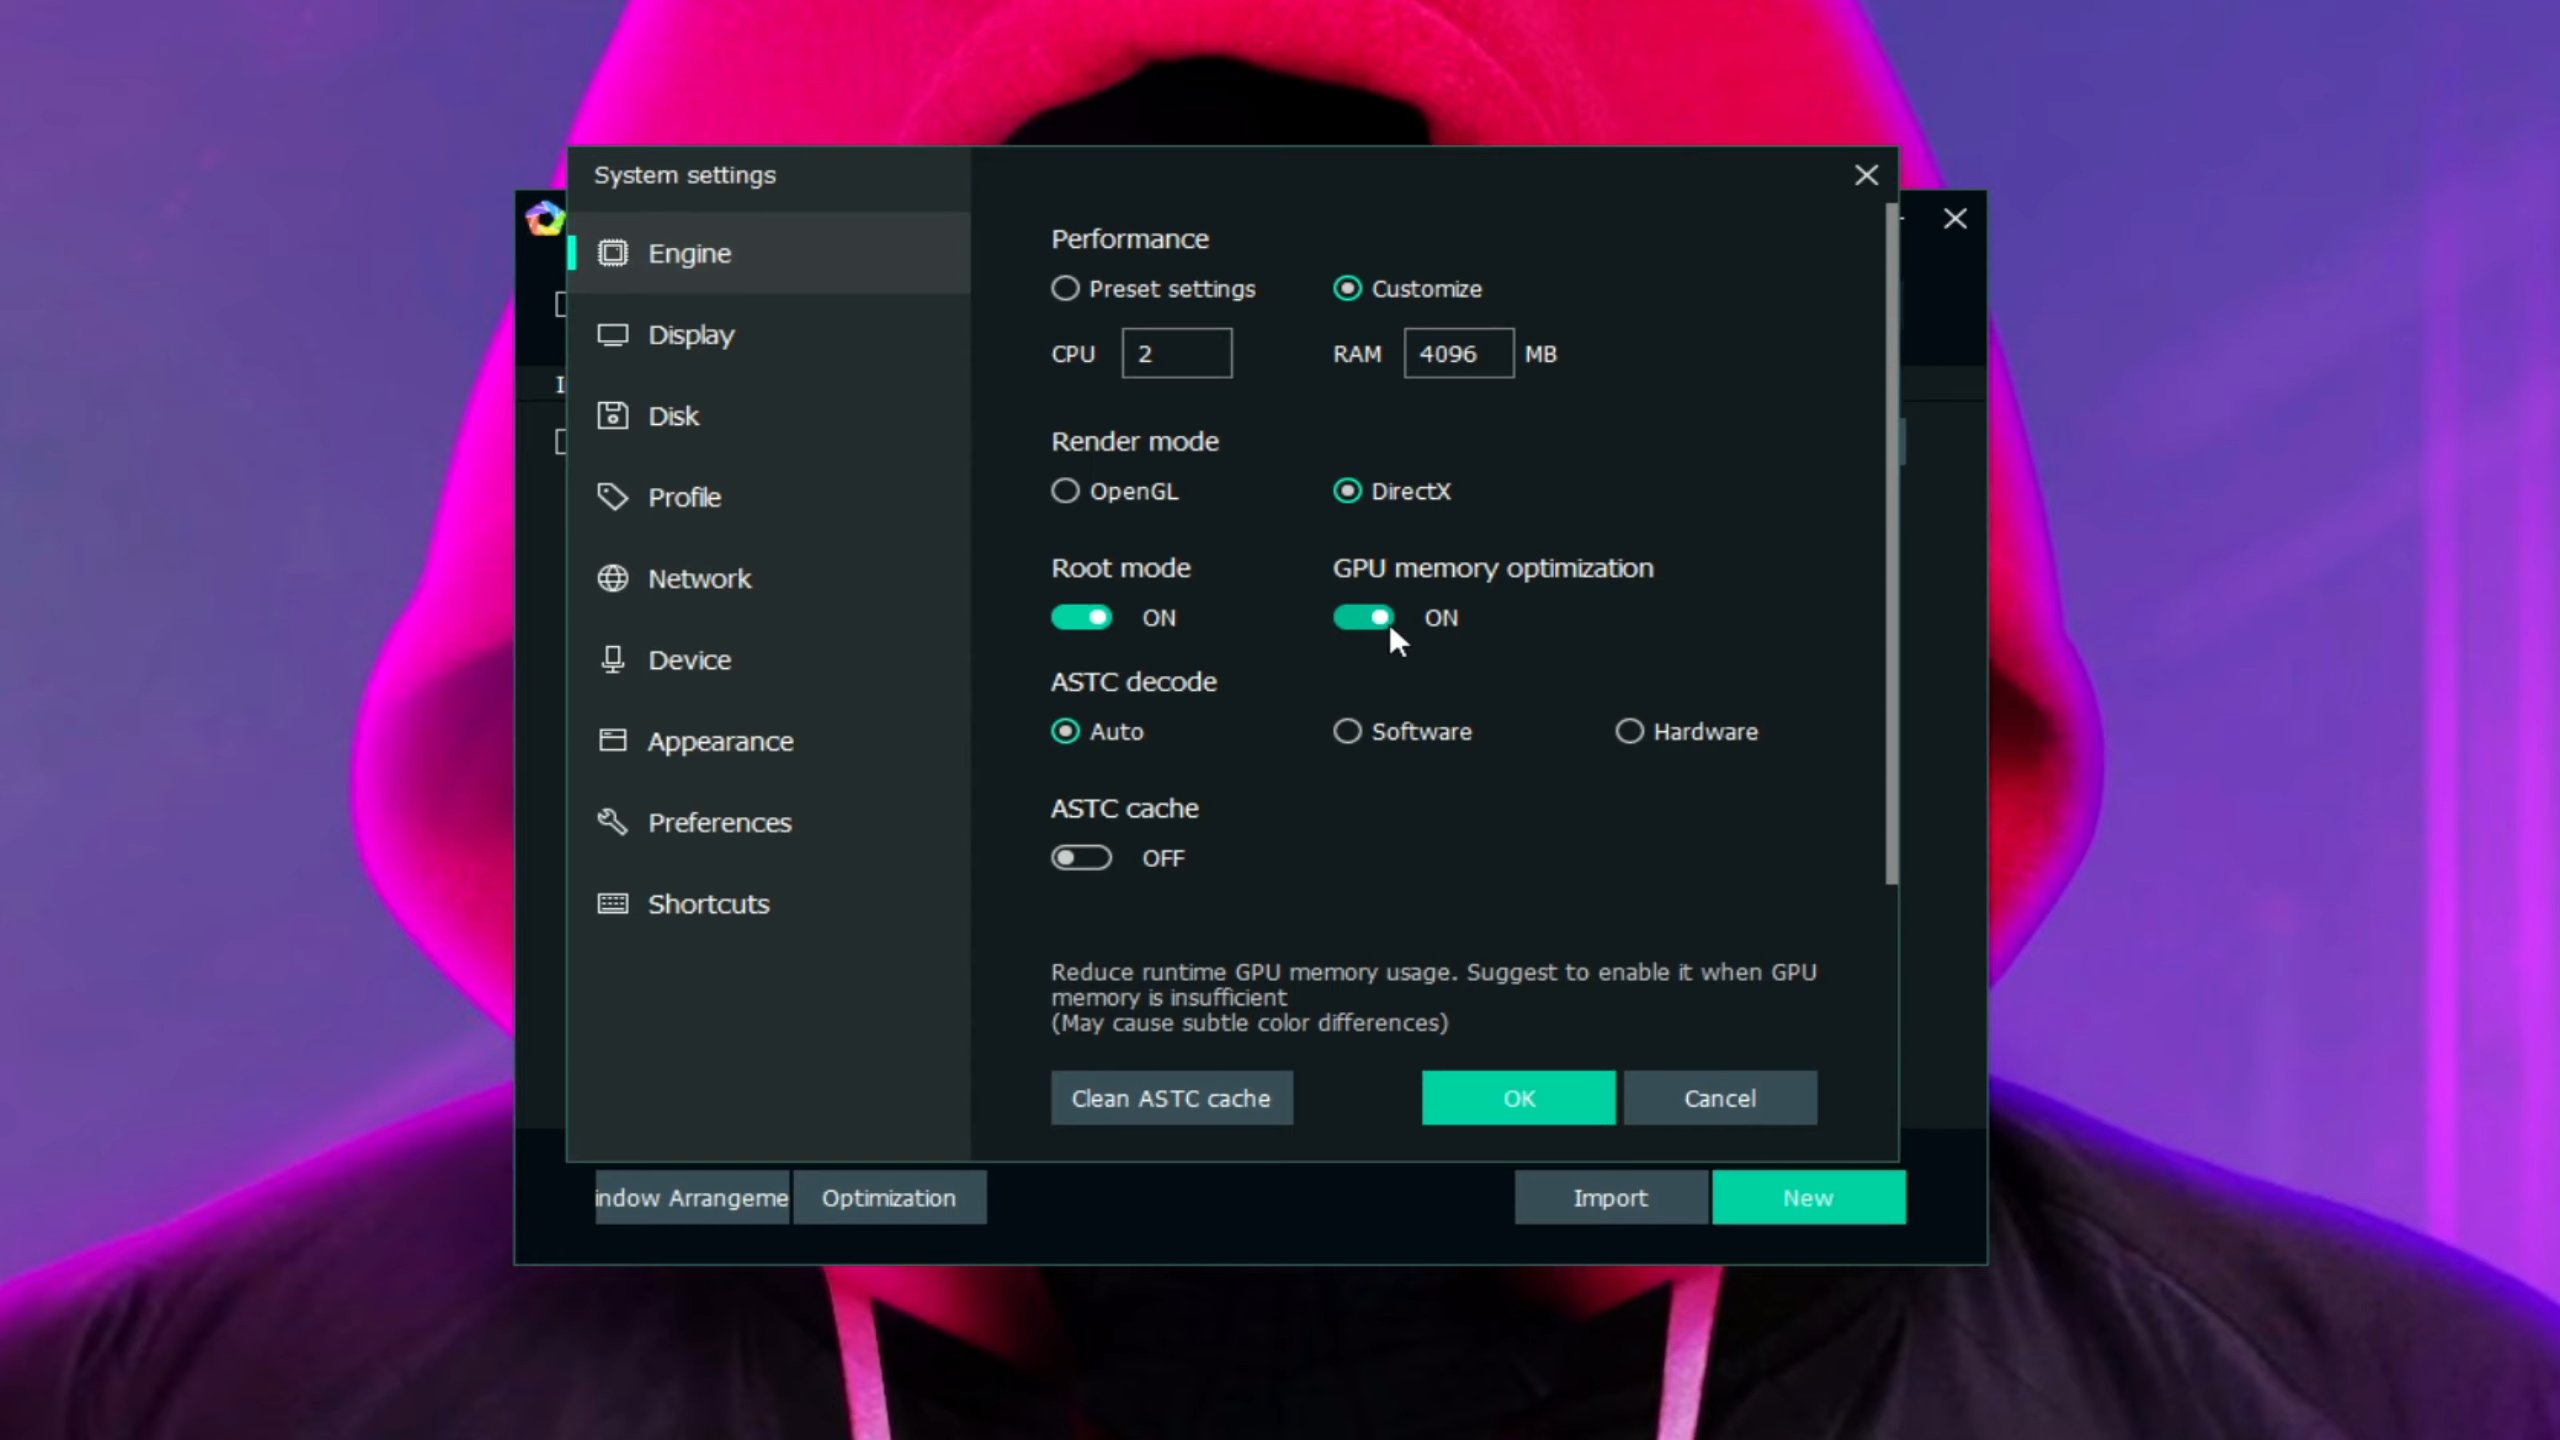 System settings
Engine
Display
Disk
Profile
Network
Device
Appearance
Preferences
Shortcuts
Performance
Preset settings Customize
CPU 2 RAM 4096 MB
Render mode
OpenGL DirectX
Root mode GPU memory optimization
ON ON
ASTC decode
Auto Software Hardware
ASTC cache
OFF
Reduce runtime GPU memory usage. Suggest to enable it when GPU
memory is insufficient
(May cause subtle color differences)
Clean ASTC cache OK Cancel
indow Arrangeme Optimization Import New